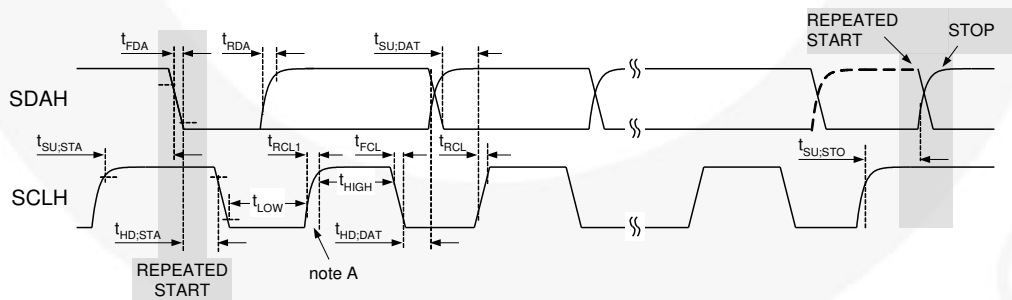 REPEATED
START
STOP
tFDA
tRDA
tSU;DAT
SDAH
tSU;STA
tRCL1
tFCL
tRCL
tSU;STO
SCLH
tHIGH
tLOW
tHD;STA
tHD;DAT
note A
REPEATED
START